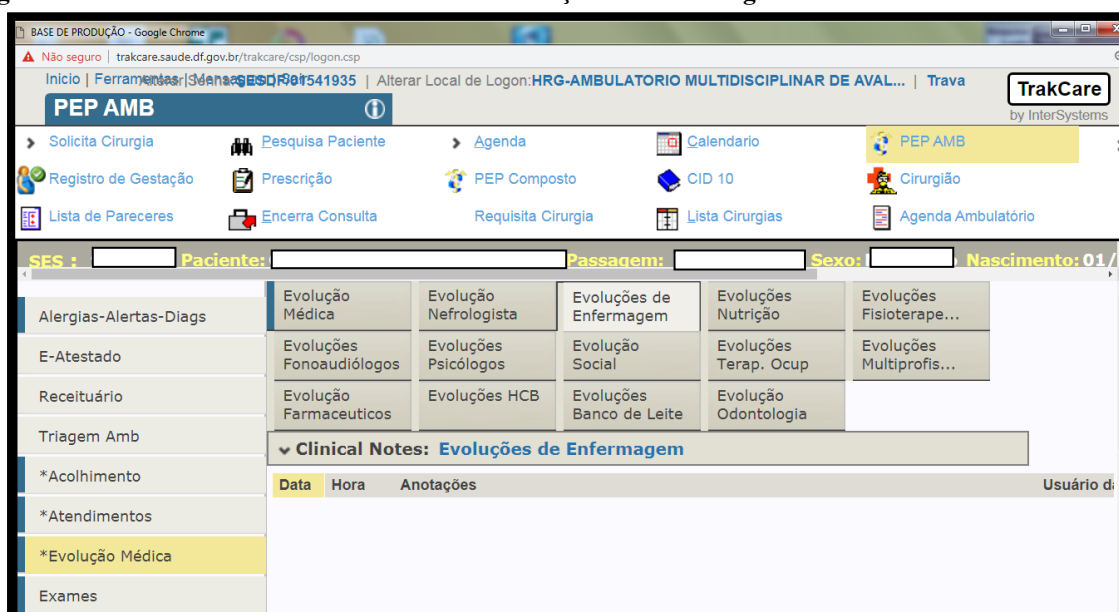 BASE DE PRODUÇÃO - Google Chrome
Não seguro | trakcare.saude.df.gov.br/trakcare/csp/logon.csp
Inicio | Ferramentas | Mensagens | Sair SESDF/01541935 | Alterar Local de Logon:HRG-AMBULATORIO MULTIDISCIPLINAR DE AVAL... | Trava
TrakCare
by InterSystems
PEP AMB
Solicita Cirurgia Pesquisa Paciente Agenda Calendario PEP AMB
Registro de Gestação Prescrição PEP Composto CID 10 Cirurgião
Lista de Pareceres Encerra Consulta Requisita Cirurgia Lista Cirurgias Agenda Ambulatório
SES : Paciente: Passagem: Sexo: Nascimento: 01/
Alergias-Alertas-Diags
E-Atestado
Receituário
Triagem Amb
*Acolhimento
*Atendimentos
*Evolução Médica
Exames
Evolução Médica Evolução Nefrologista Evoluções de Enfermagem Evoluções Nutrição Evoluções Fisioterape...
Evoluções Fonoaudiólogos Evoluções Psicólogos Evolução Social Evoluções Terap. Ocup Evoluções Multiprofis...
Evolução Farmaceuticos Evoluções HCB Evoluções Banco de Leite Evolução Odontologia
Clinical Notes: Evoluções de Enfermagem
Data Hora Anotações Usuário da